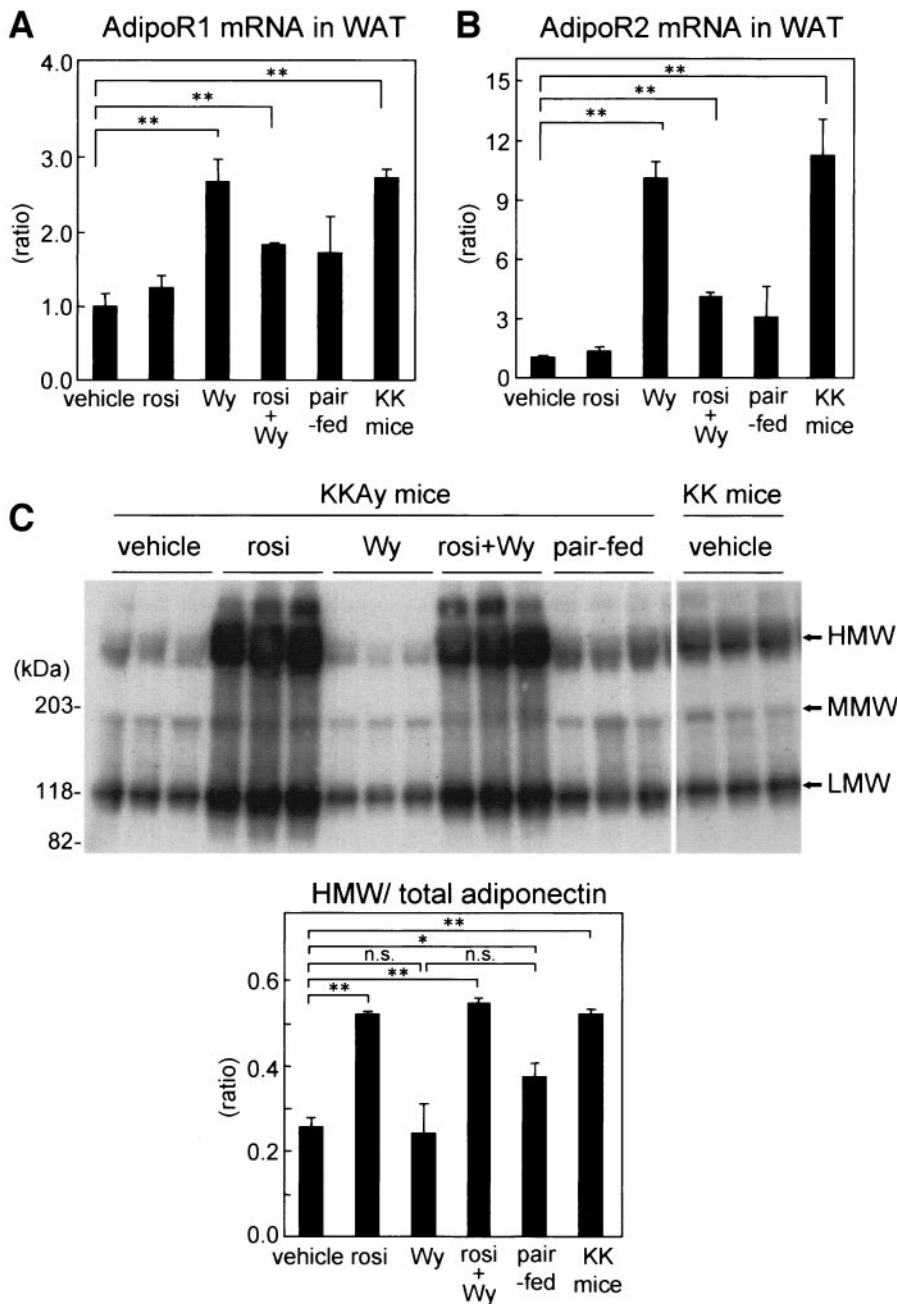 A
AdipoR1 mRNA in WAT
4.0
3.0
2.0
1.0
0.0
(ratio)
**
**
**
vehicle rosi Wy rosi + Wy pair -fed KK mice
B
AdipoR2 mRNA in WAT
15
12
9
6
3
0
(ratio)
**
**
**
vehicle rosi Wy rosi + Wy pair -fed KK mice
C
KKAy mice KK mice
vehicle rosi Wy rosi+Wy pair-fed vehicle
(kDa)
203-
118-
82-
HMW
MMW
LMW
HMW/ total adiponectin
**
*
n.s. n.s.
**
**
0.6
0.4
0.2
0.0
(ratio)
vehicle rosi Wy rosi + Wy pair -fed KK mice